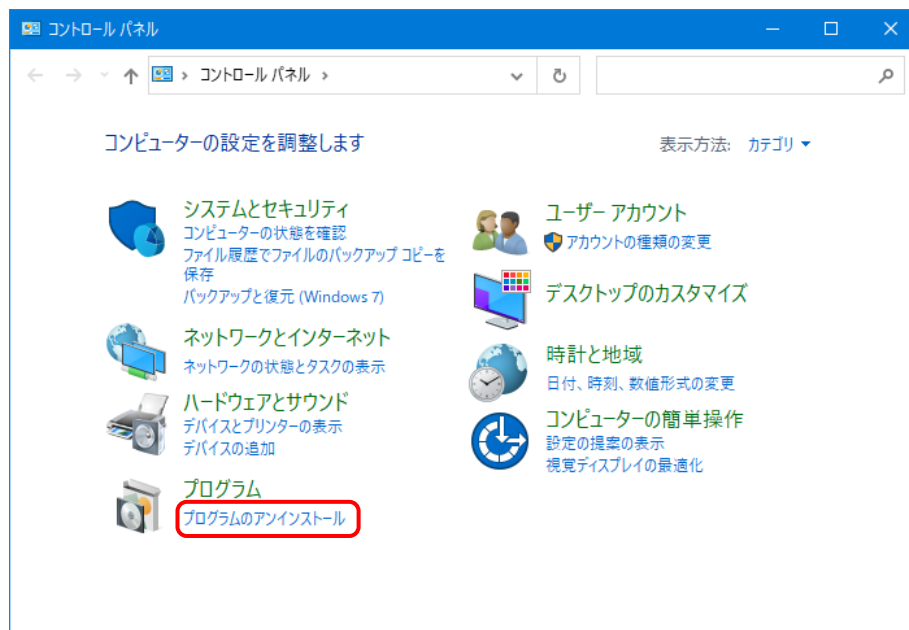 コントロール パネル
コントロール パネル
コンピューターの設定を調整します
表示方法: カテゴリ
システムとセキュリティ
コンピューターの状態を確認
ファイル履歴でファイルのバックアップ コピーを
保存
バックアップと復元 (Windows 7)
ネットワークとインターネット
ネットワークの状態とタスクの表示
ハードウェアとサウンド
デバイスとプリンターの表示
デバイスの追加
プログラム
プログラムのアンインストール
ユーザー アカウント
アカウントの種類の変更
デスクトップのカスタマイズ
時計と地域
日付、時刻、数値形式の変更
コンピューターの簡単操作
設定の提案の表示
視覚ディスプレイの最適化